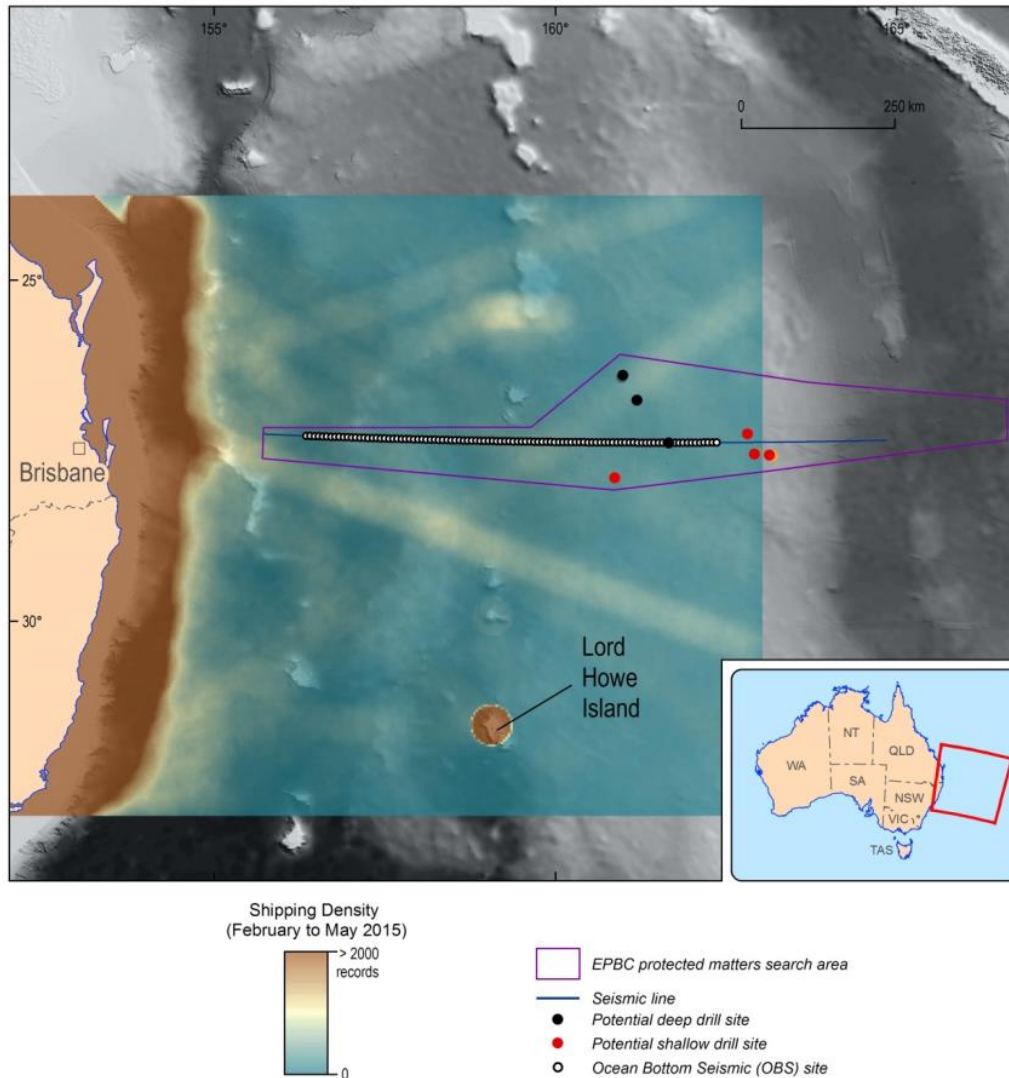 155°
160°
165°
0
250 km
25°
Brisbane
30°
Lord
Howe
Island
NT
QLD
WA
SA
NSW
VIC
TAS
Shipping Density
(February to May 2015)
> 2000
records
0
EPBC protected matters search area
Seismic line
Potential deep drill site
Potential shallow drill site
Ocean Bottom Seismic (OBS) site